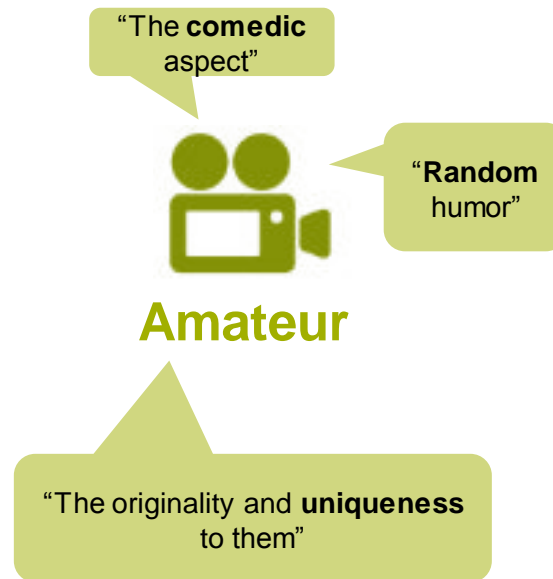 “The comedic
aspect”
“Random
humor”
Amateur
“The originality and uniqueness
to them”